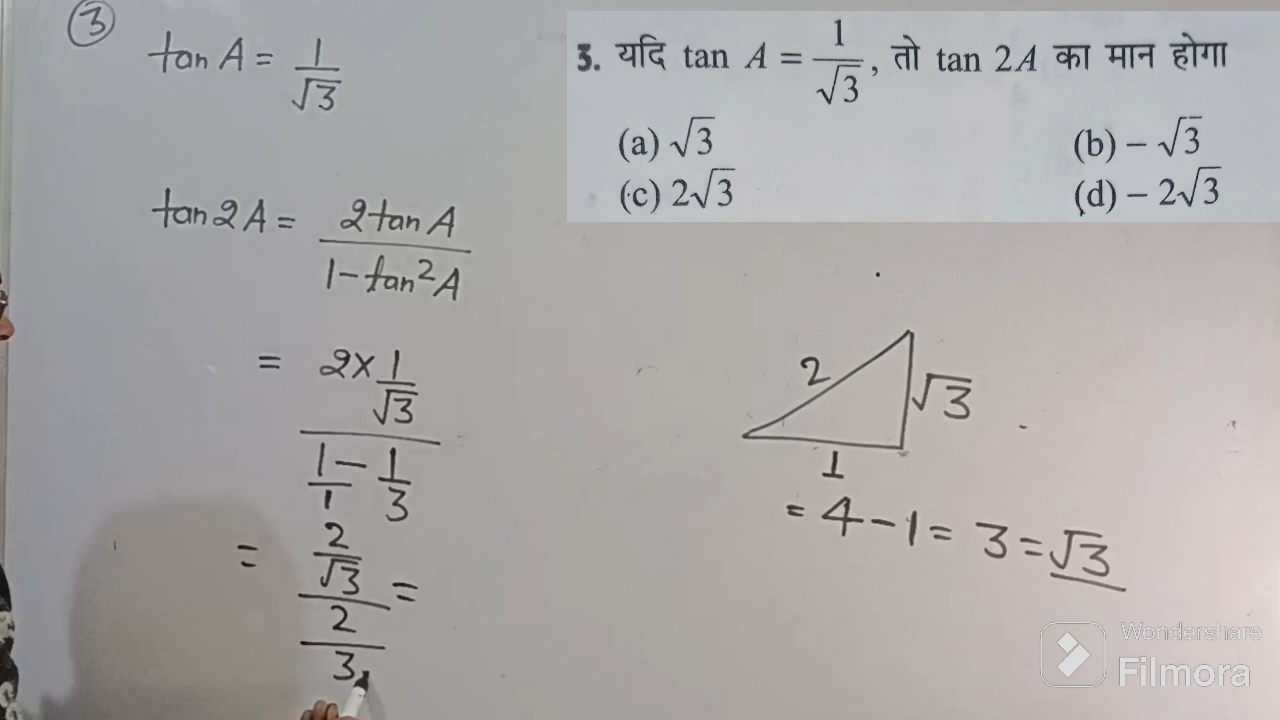 ③
tan A = 1/√3
tan 2A = 2 tan A / 1 - tan²A
= 2 × 1/√3 / 1/1 - 1/3
= 2/√3 / 2/3 =
3. यदि tan A = 1/√3, तो tan 2A का मान होगा
(a) √3 (b) – √3
(c) 2√3 (d) – 2√3
2
√3
1
= 4 - 1 = 3 = √3
Wondershare
Filmora